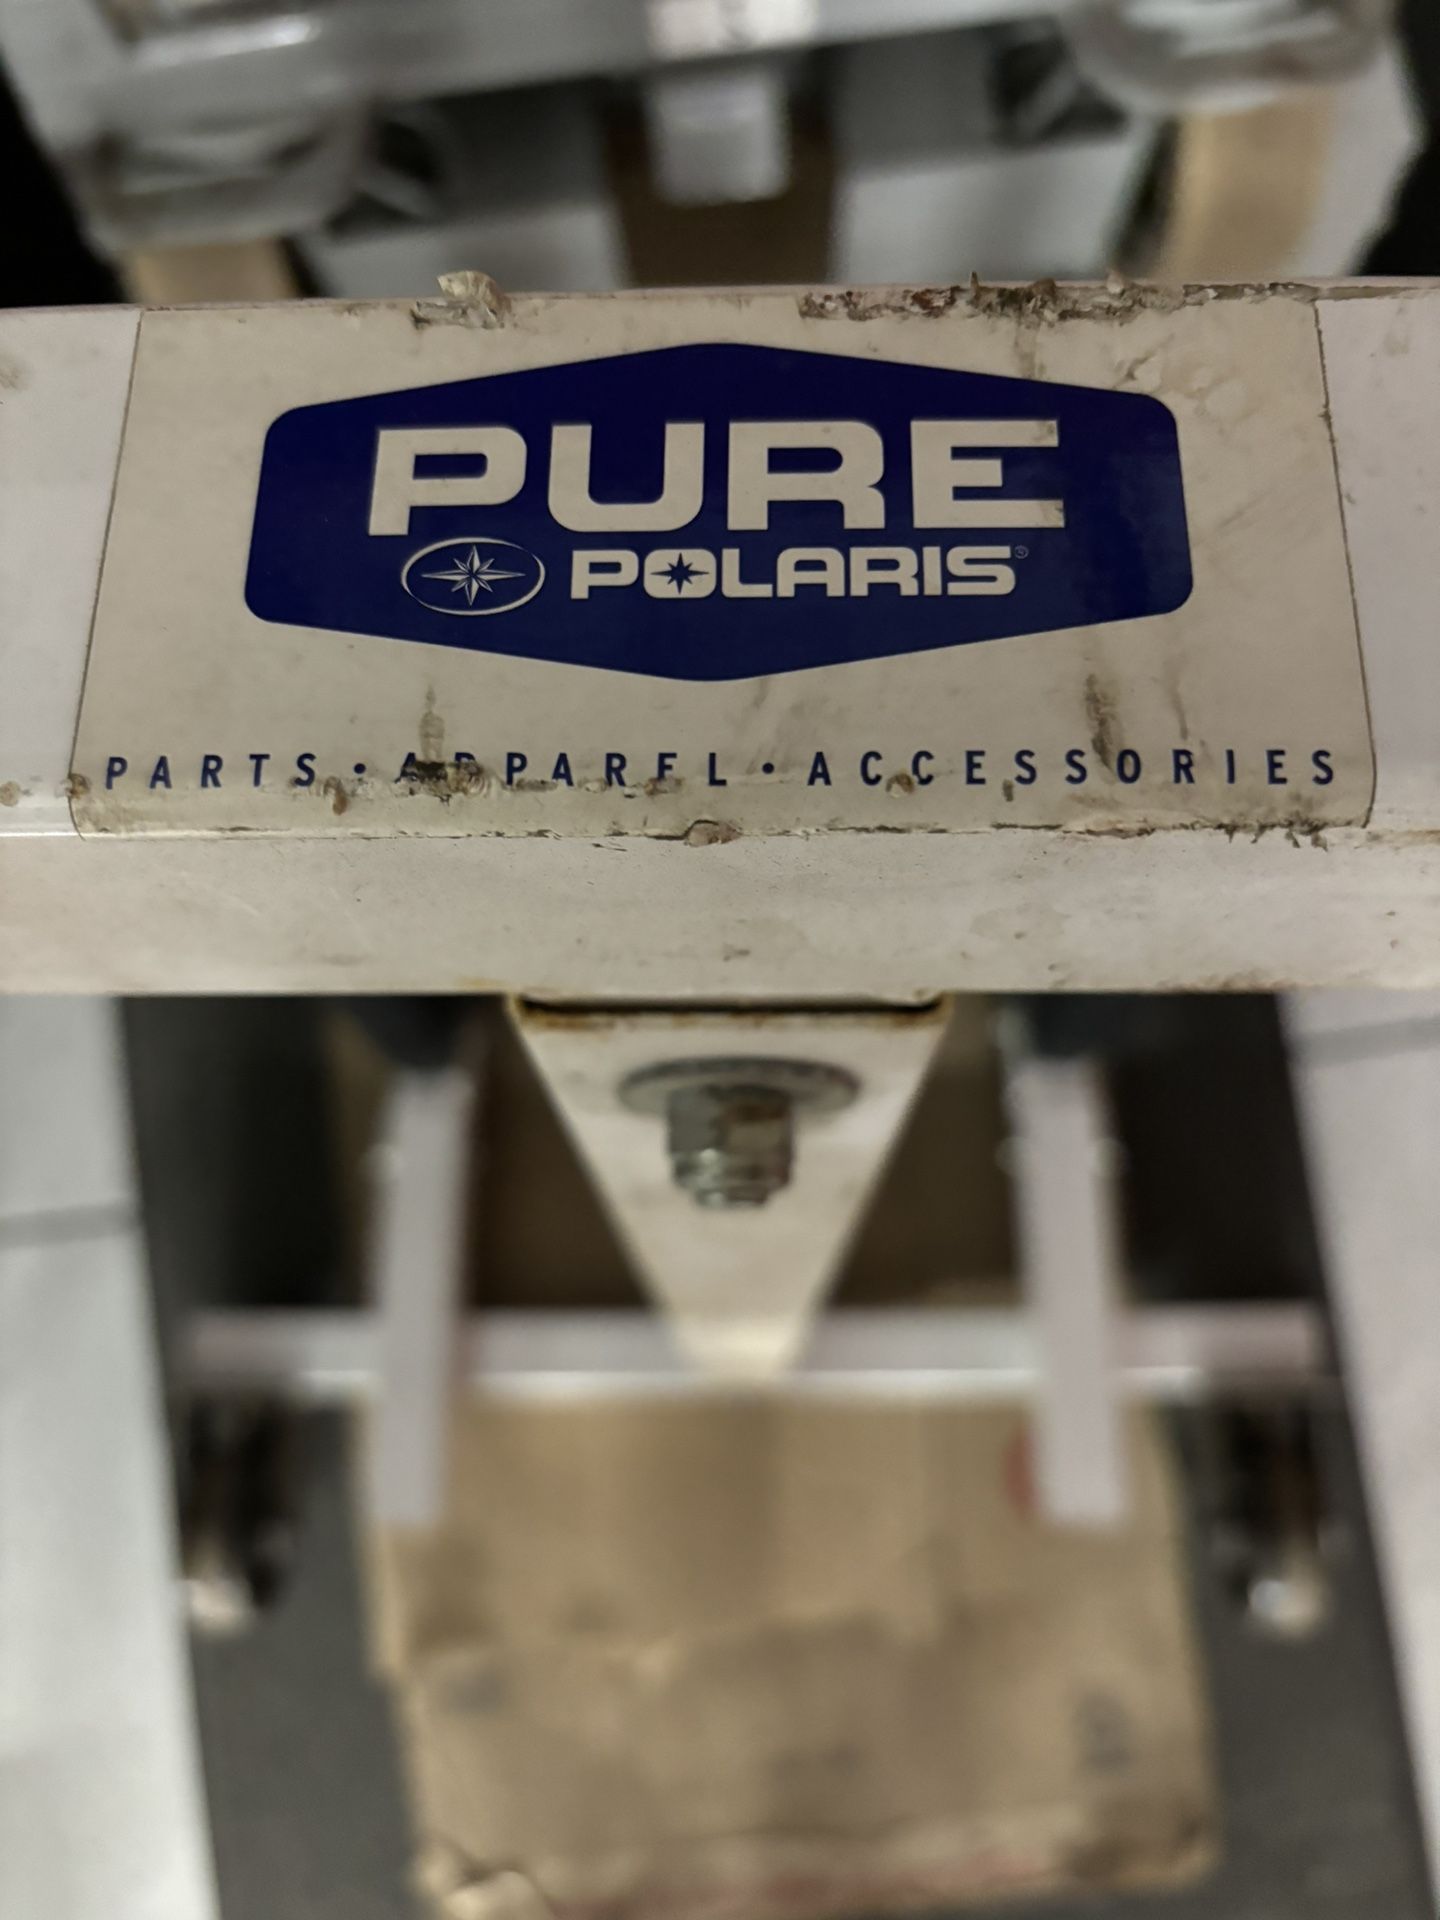 PURE
POLARIS®
PARTS • APPAREL • ACCESSORIES